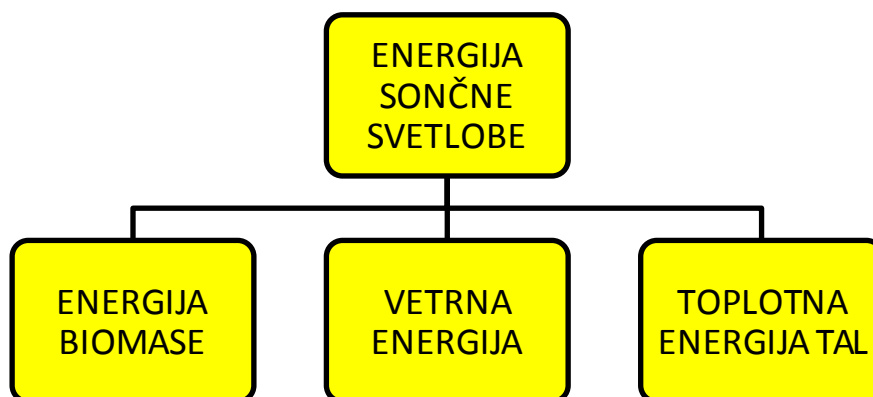 ENERGIJA
SONČNE
SVETLOBE
ENERGIJA
BIOMASE
VETRNA
ENERGIJA
TOPLOTNA
ENERGIJA TAL